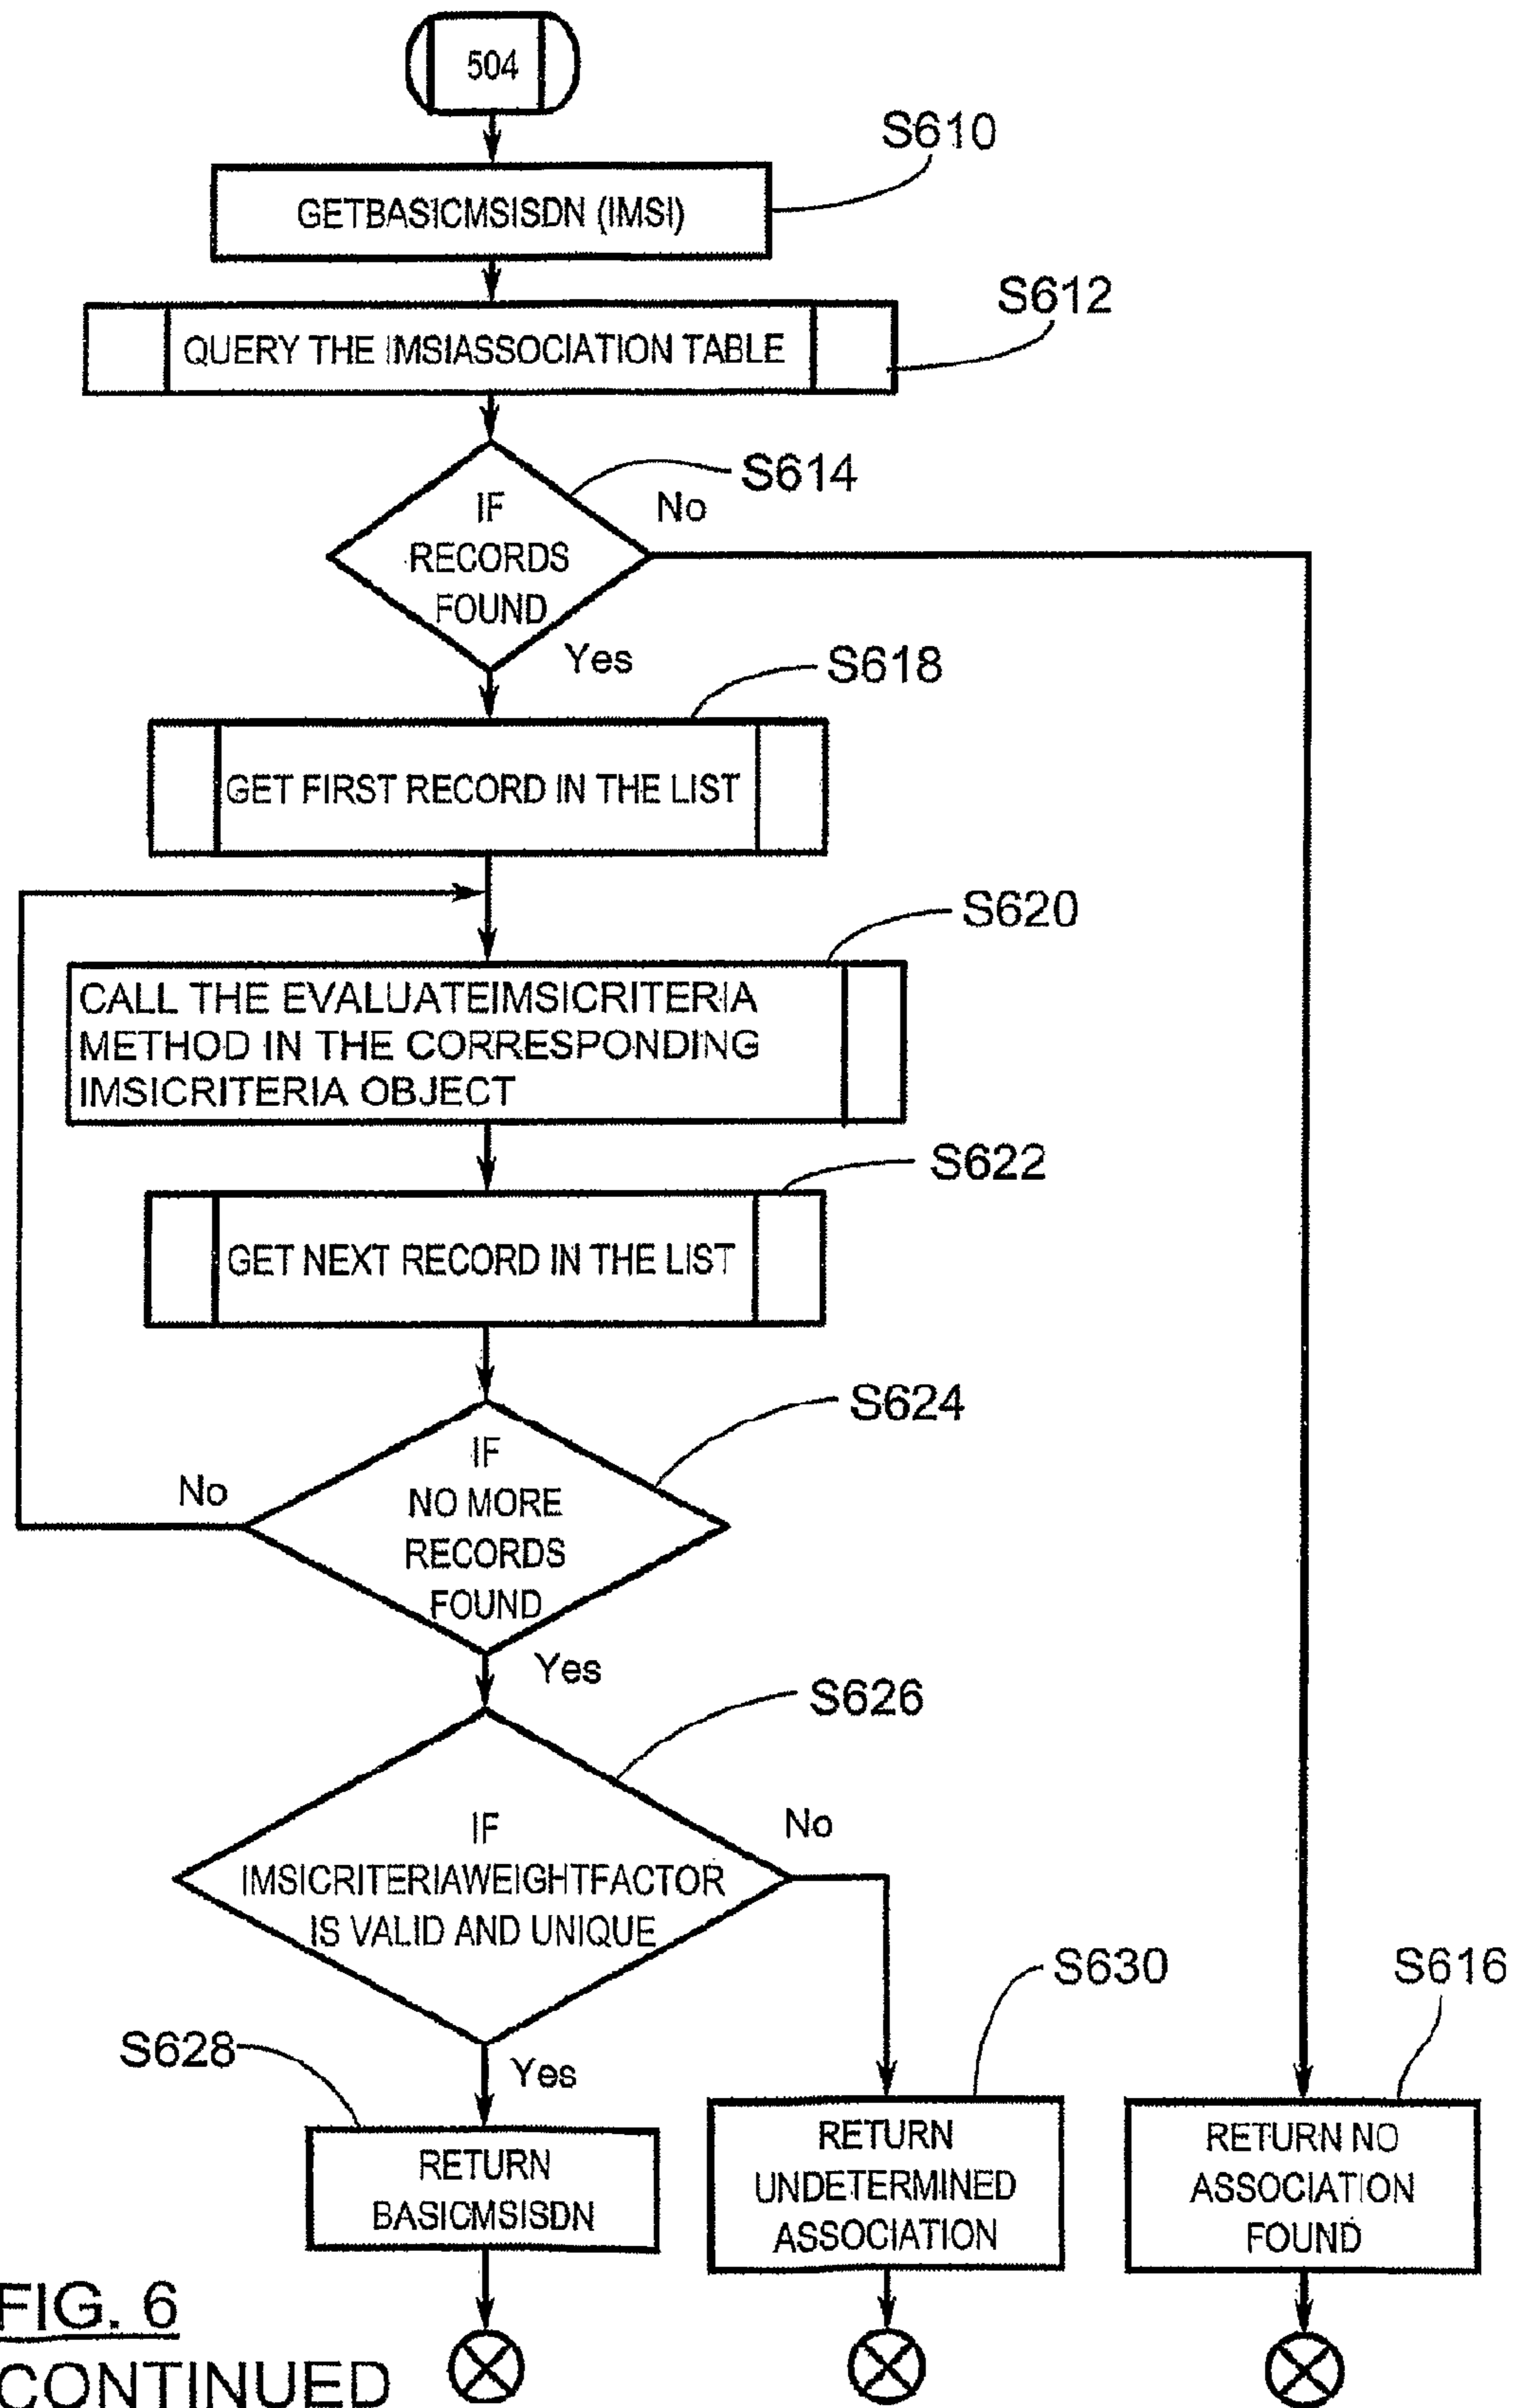 504
S610
GETBASICMSISDN (IMSI)
S612
QUERY THE IMSIASSOCIATION TABLE
S614
IF
RECORDS
FOUND
No
Yes
S618
GET FIRST RECORD IN THE LIST
S620
CALL THE EVALUATEIMSICRITERIA
METHOD IN THE CORRESPONDING
IMSICRITERIA OBJECT
S622
GET NEXT RECORD IN THE LIST
S624
IF
NO MORE
RECORDS
FOUND
No
Yes
S626
IF
IMSICRITERIAWEIGHTFACTOR
IS VALID AND UNIQUE
No
Yes
S628
RETURN
BASICMSISDN
S630
RETURN
UNDETERMINED
ASSOCIATION
S616
RETURN NO
ASSOCIATION
FOUND
FIG. 6
CONTINUED